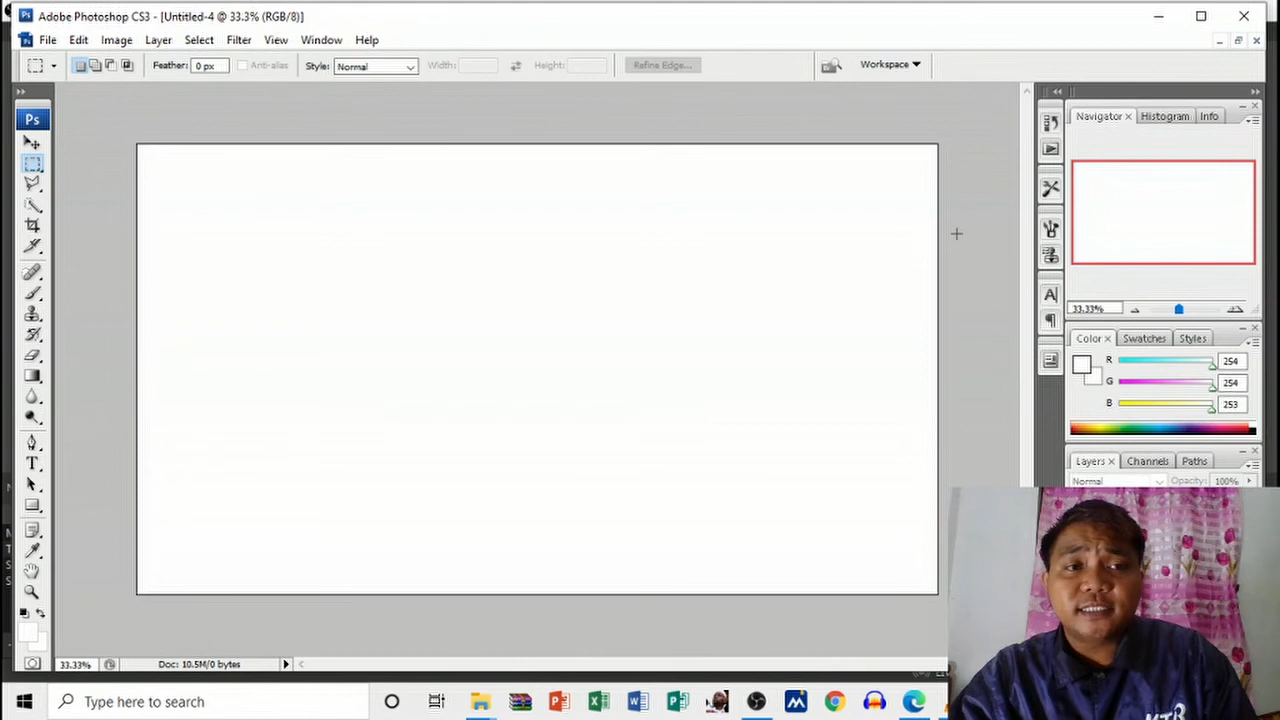 Ps Adobe Photoshop CS3 - [Untitled-4 @ 33.3% (RGB/8)]
File Edit Image Layer Select Filter View Window Help
Feather: 0 px Anti-alias Style: Normal Width: Height: Refine Edge... Workspace
Ps
Navigator Histogram Info
33.33%
Color Swatches Styles
R 254
G 254
B 253
Layers Channels Paths
Normal Opacity: 100%
33.33% Doc: 10.5M/0 bytes
Type here to search